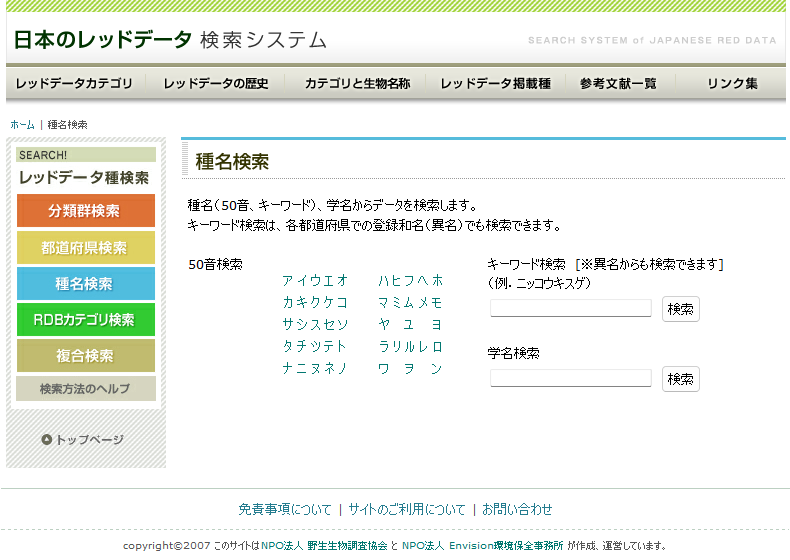 日本のレッドデータ 検索システム
SEARCH SYSTEM of JAPANESE RED DATA
レッドデータカテゴリ レッドデータの歴史 カテゴリと生物名称 レッドデータ掲載種 参考文献一覧 リンク集
ホーム | 種名検索
SEARCH!
レッドデータ種検索
分類群検索
都道府県検索
種名検索
RDBカテゴリ検索
複合検索
検索方法のヘルプ
トップページ
種名検索
種名（50音、キーワード）、学名からデータを検索します。
キーワード検索は、各都道府県での登録和名（異名）でも検索できます。
50音検索
アイウエオ ハヒフヘホ
カキクケコ マミムメモ
サシスセソ ヤ ユ ヨ
タチツテト ラリルレロ
ナニヌネノ ワ ヲ ン
キーワード検索 [※異名からも検索できます]
（例．ニッコウキスゲ）
検索
学名検索
検索
免責事項について | サイトのご利用について | お問い合わせ
copyright©2007 このサイトはNPO法人 野生生物調査協会 と NPO法人 Envision環境保全事務所 が作成、運営しています。